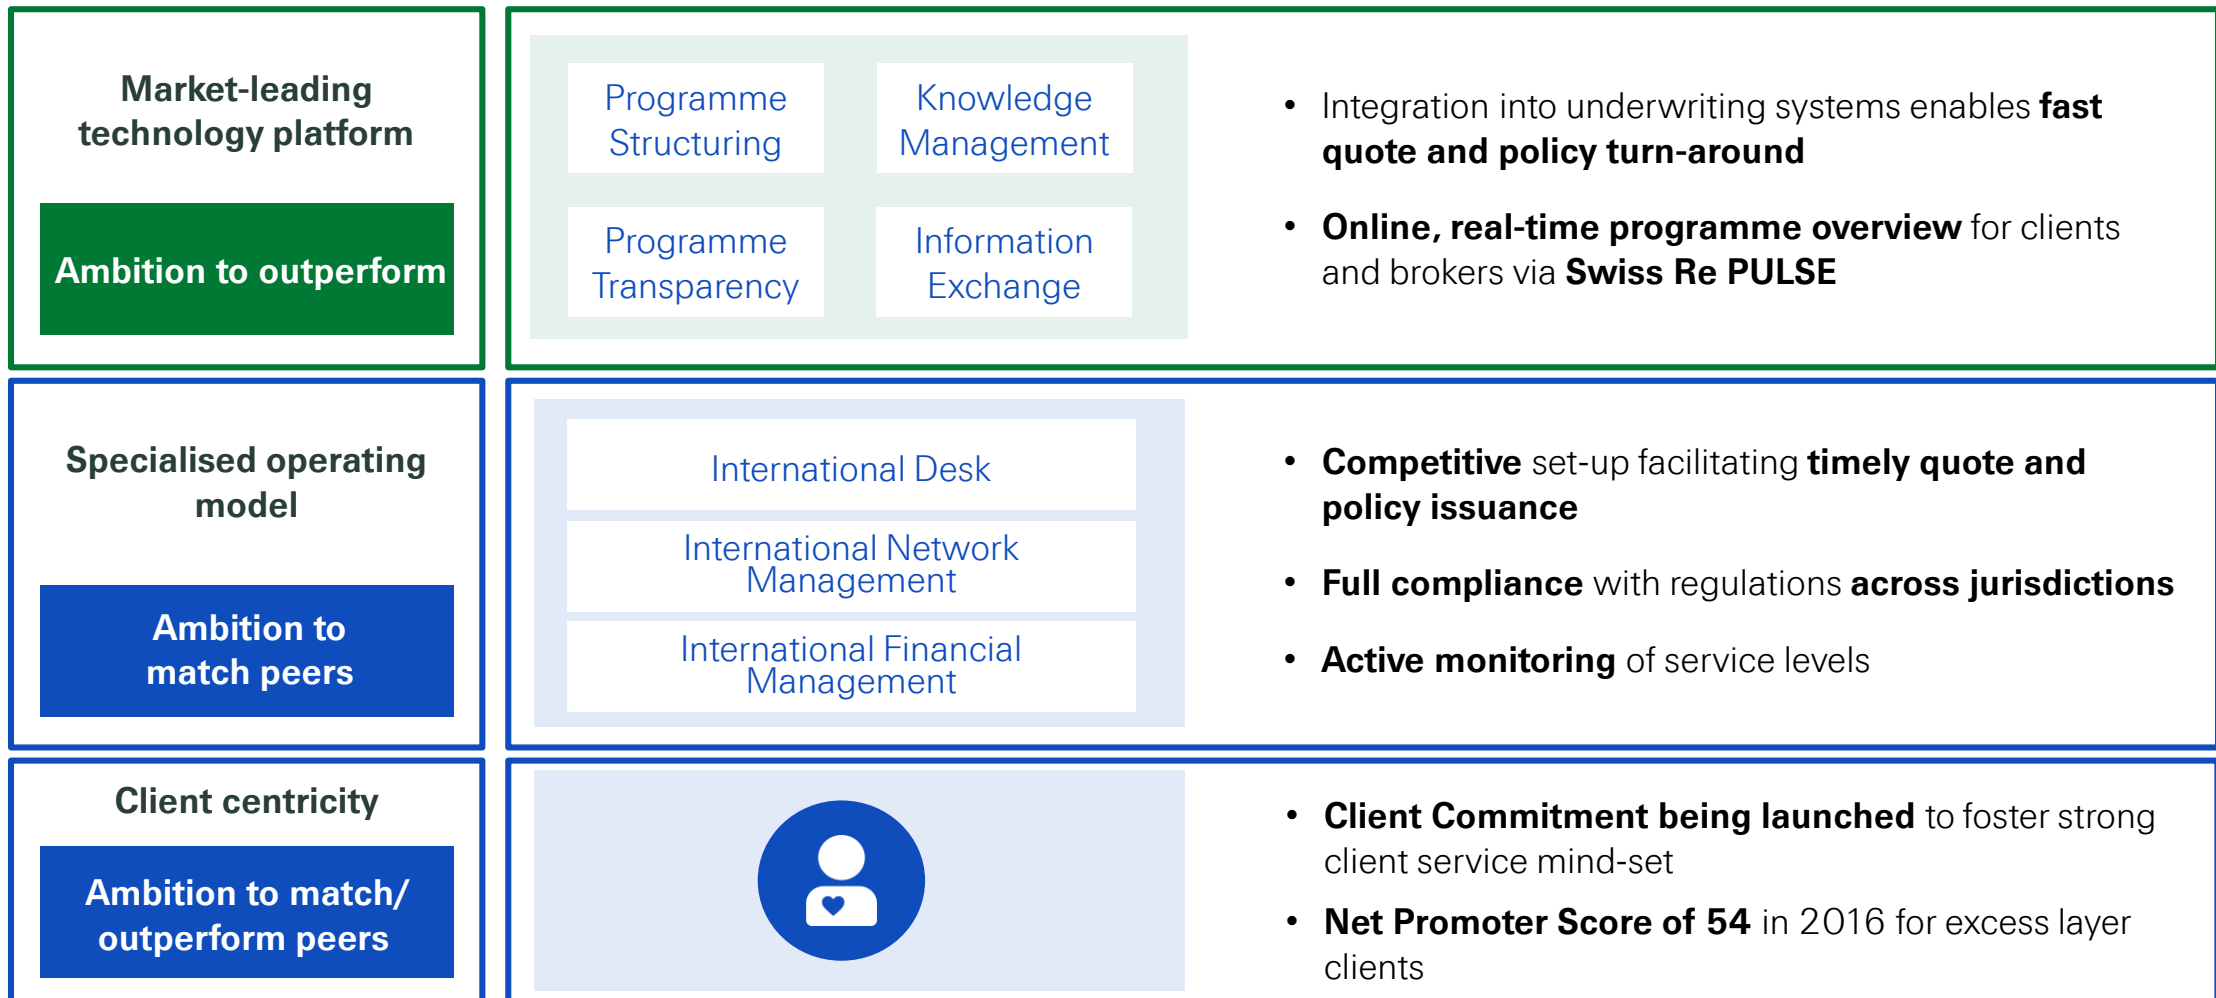 Market-leading
technology platform
Ambition to outperform
Programme
Structuring
Knowledge
Management
Programme
Transparency
Information
Exchange
• Integration into underwriting systems enables fast
quote and policy turn-around
• Online, real-time programme overview for clients
and brokers via Swiss Re PULSE
Specialised operating
model
Ambition to
match peers
International Desk
International Network
Management
International Financial
Management
• Competitive set-up facilitating timely quote and
policy issuance
• Full compliance with regulations across jurisdictions
• Active monitoring of service levels
Client centricity
Ambition to match/
outperform peers
• Client Commitment being launched to foster strong
client service mind-set
• Net Promoter Score of 54 in 2016 for excess layer
clients